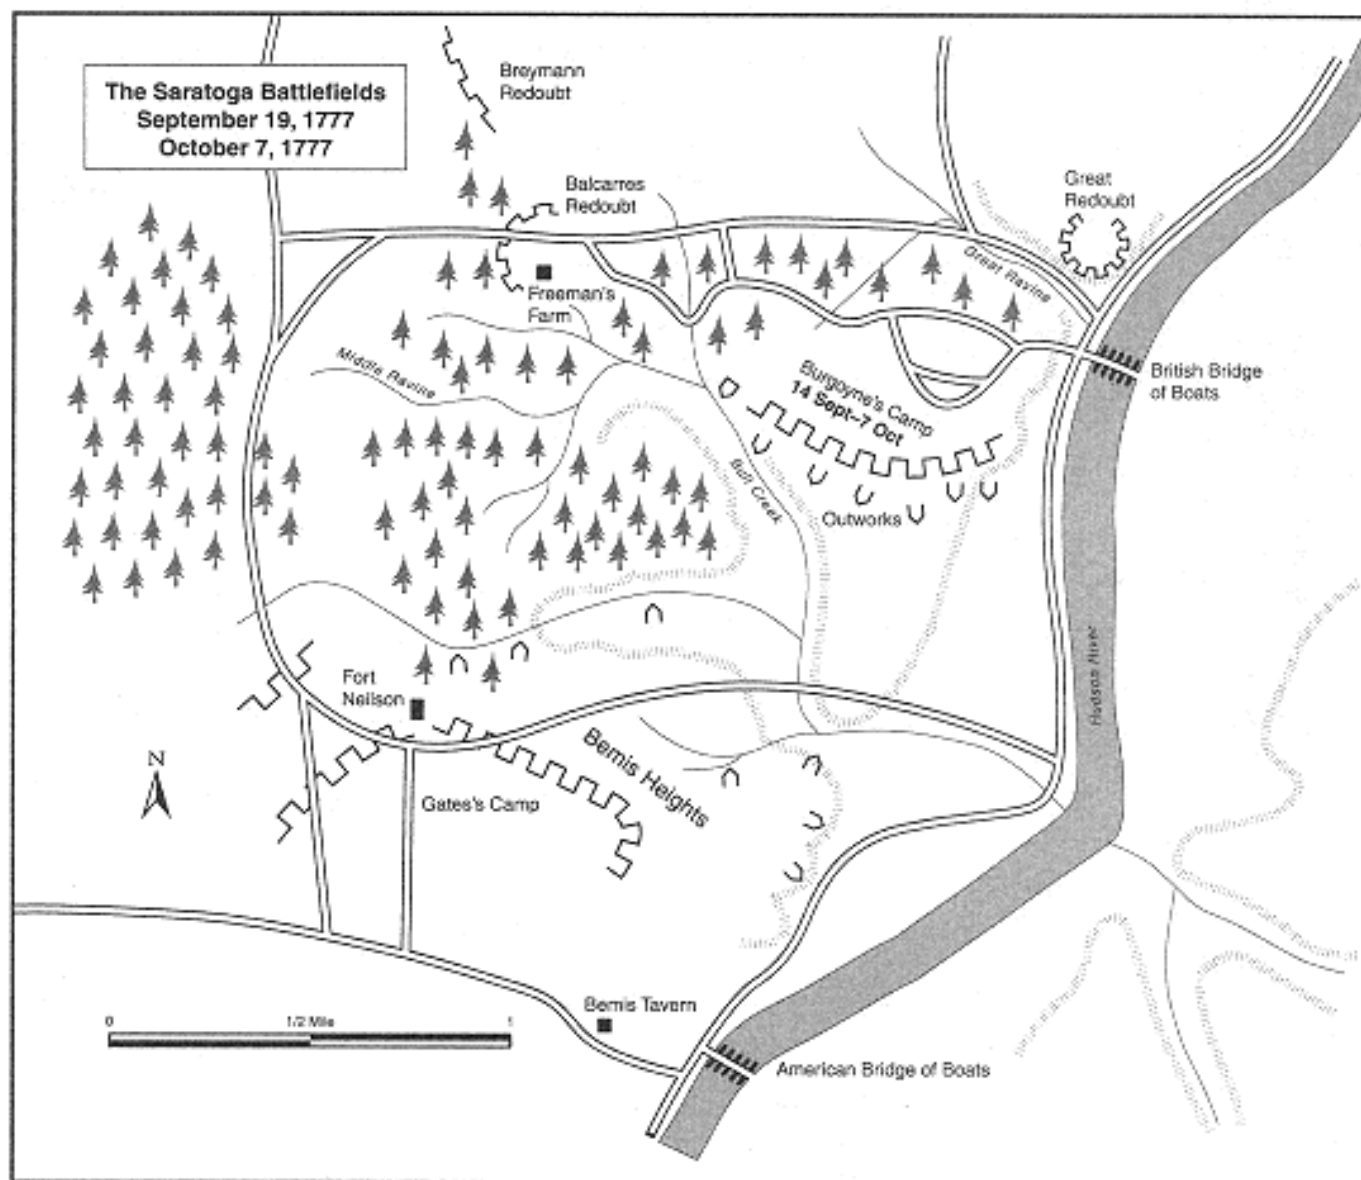 The Saratoga Battlefields
September 19, 1777
October 7, 1777
Breymann
Redoubt
Balcarres
Redoubt
Great
Redoubt
Great Ravine
Freeman's
Farm
Middle Ravine
British Bridge
of Boats
Burgoyne's Camp
14 Sept–7 Oct
Ball Creek
Outworks
Hudson River
Fort
Neilson
Bemis Heights
N
Gates's Camp
Bemis Tavern
0 1/2 Mile 1
American Bridge of Boats